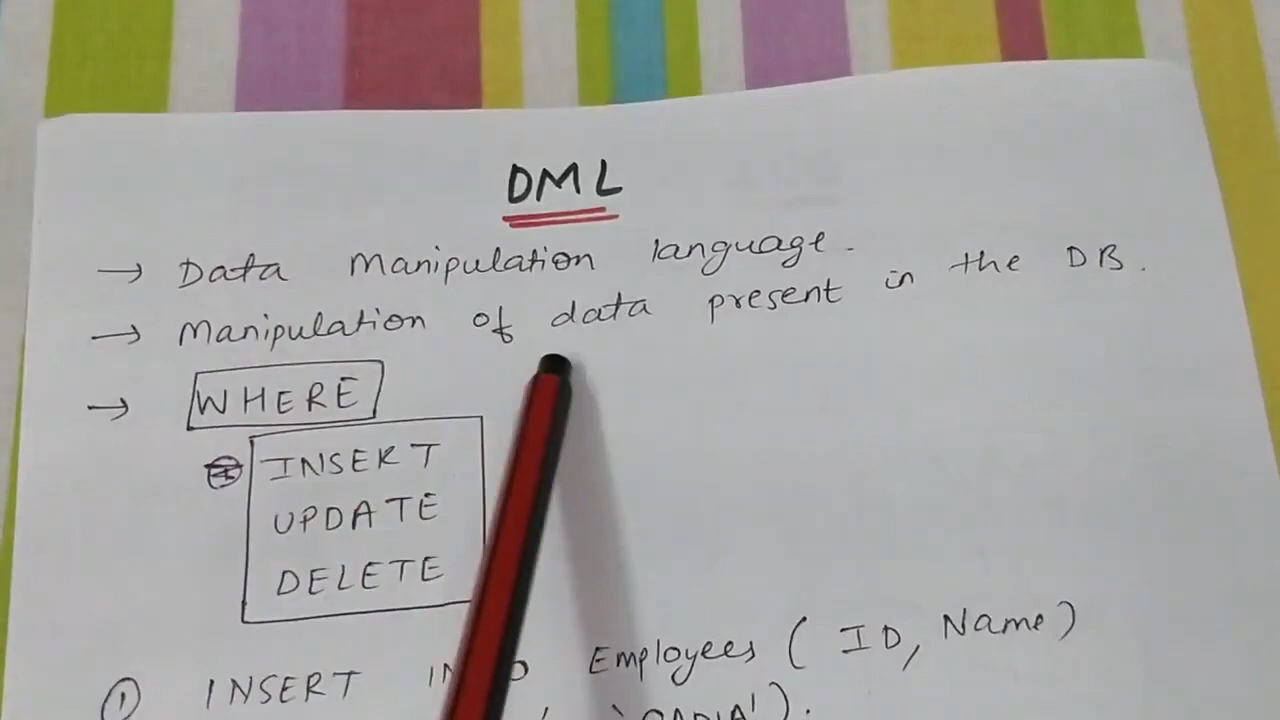 DML
→ Data Manipulation language.
→ Manipulation of data present in the DB.
→ WHERE
INSERT
UPDATE
DELETE
① INSERT Employees ( ID, Name)